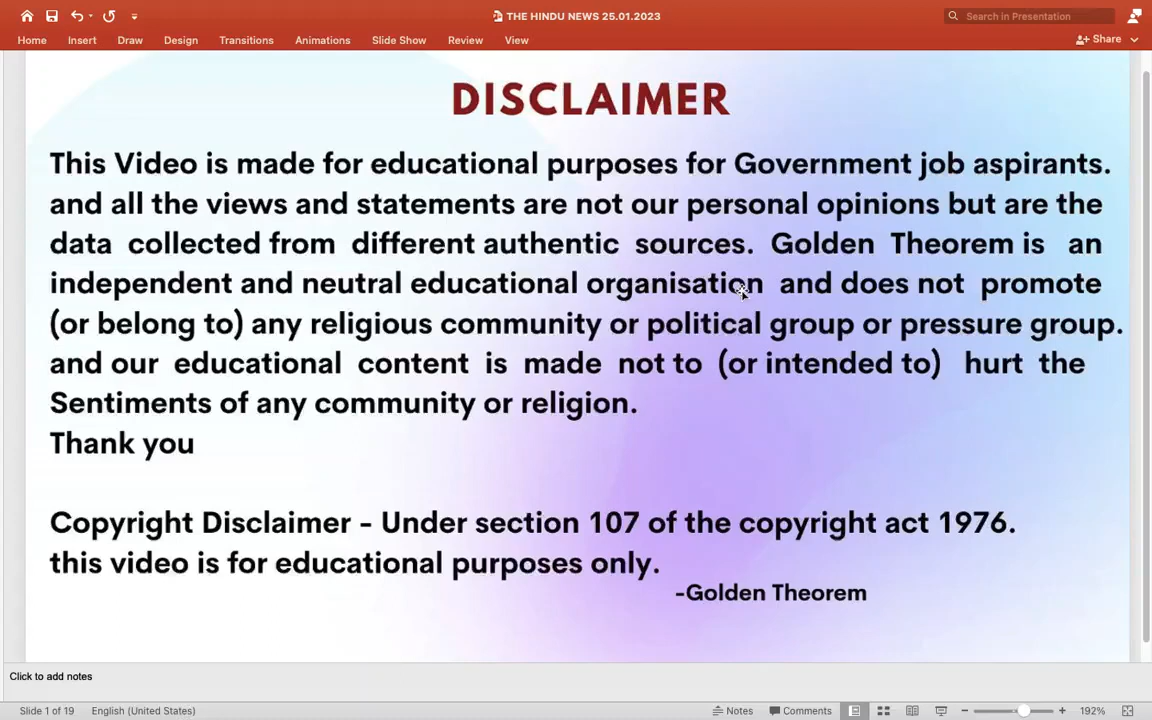 THE HINDU NEWS 25.01.2023
Search in Presentation
Home Insert Draw Design Transitions Animations Slide Show Review View
Share
DISCLAIMER
This Video is made for educational purposes for Government job aspirants.
and all the views and statements are not our personal opinions but are the
data collected from different authentic sources. Golden Theorem is an
independent and neutral educational organisation and does not promote
(or belong to) any religious community or political group or pressure group.
and our educational content is made not to (or intended to) hurt the
Sentiments of any community or religion.
Thank you
Copyright Disclaimer - Under section 107 of the copyright act 1976.
this video is for educational purposes only.
-Golden Theorem
Click to add notes
Slide 1 of 19 English (United States) Notes Comments 192%